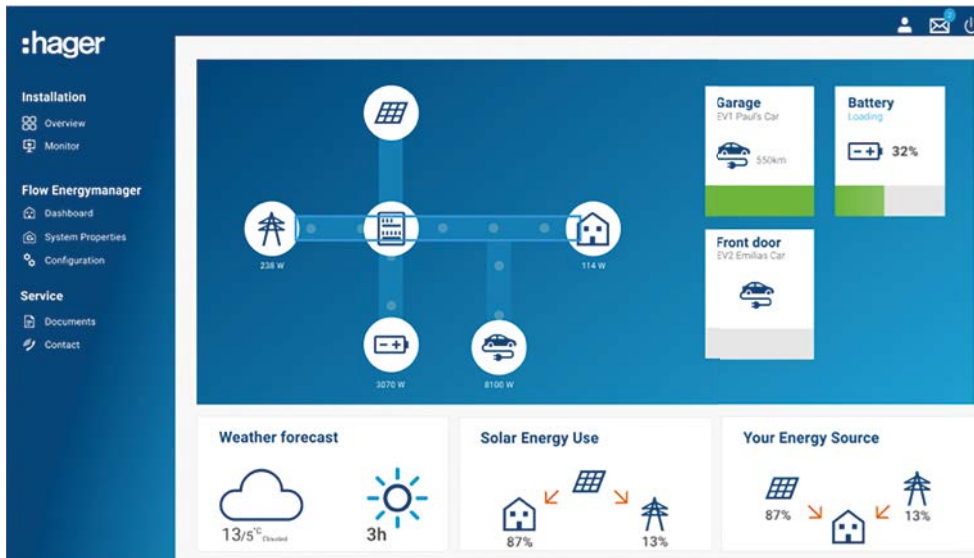 :hager
2
Installation
Overview
Monitor
Flow Energymanager
Dashboard
System Properties
Configuration
Service
Documents
Contact
238 W
114 W
3070 W
8100 W
Garage
EV1 Paul's Car
550km
Battery
Loading
32%
Front door
EV2 Emilias Car
Weather forecast
13/5°C Clouded
3h
Solar Energy Use
87%
13%
Your Energy Source
87%
13%